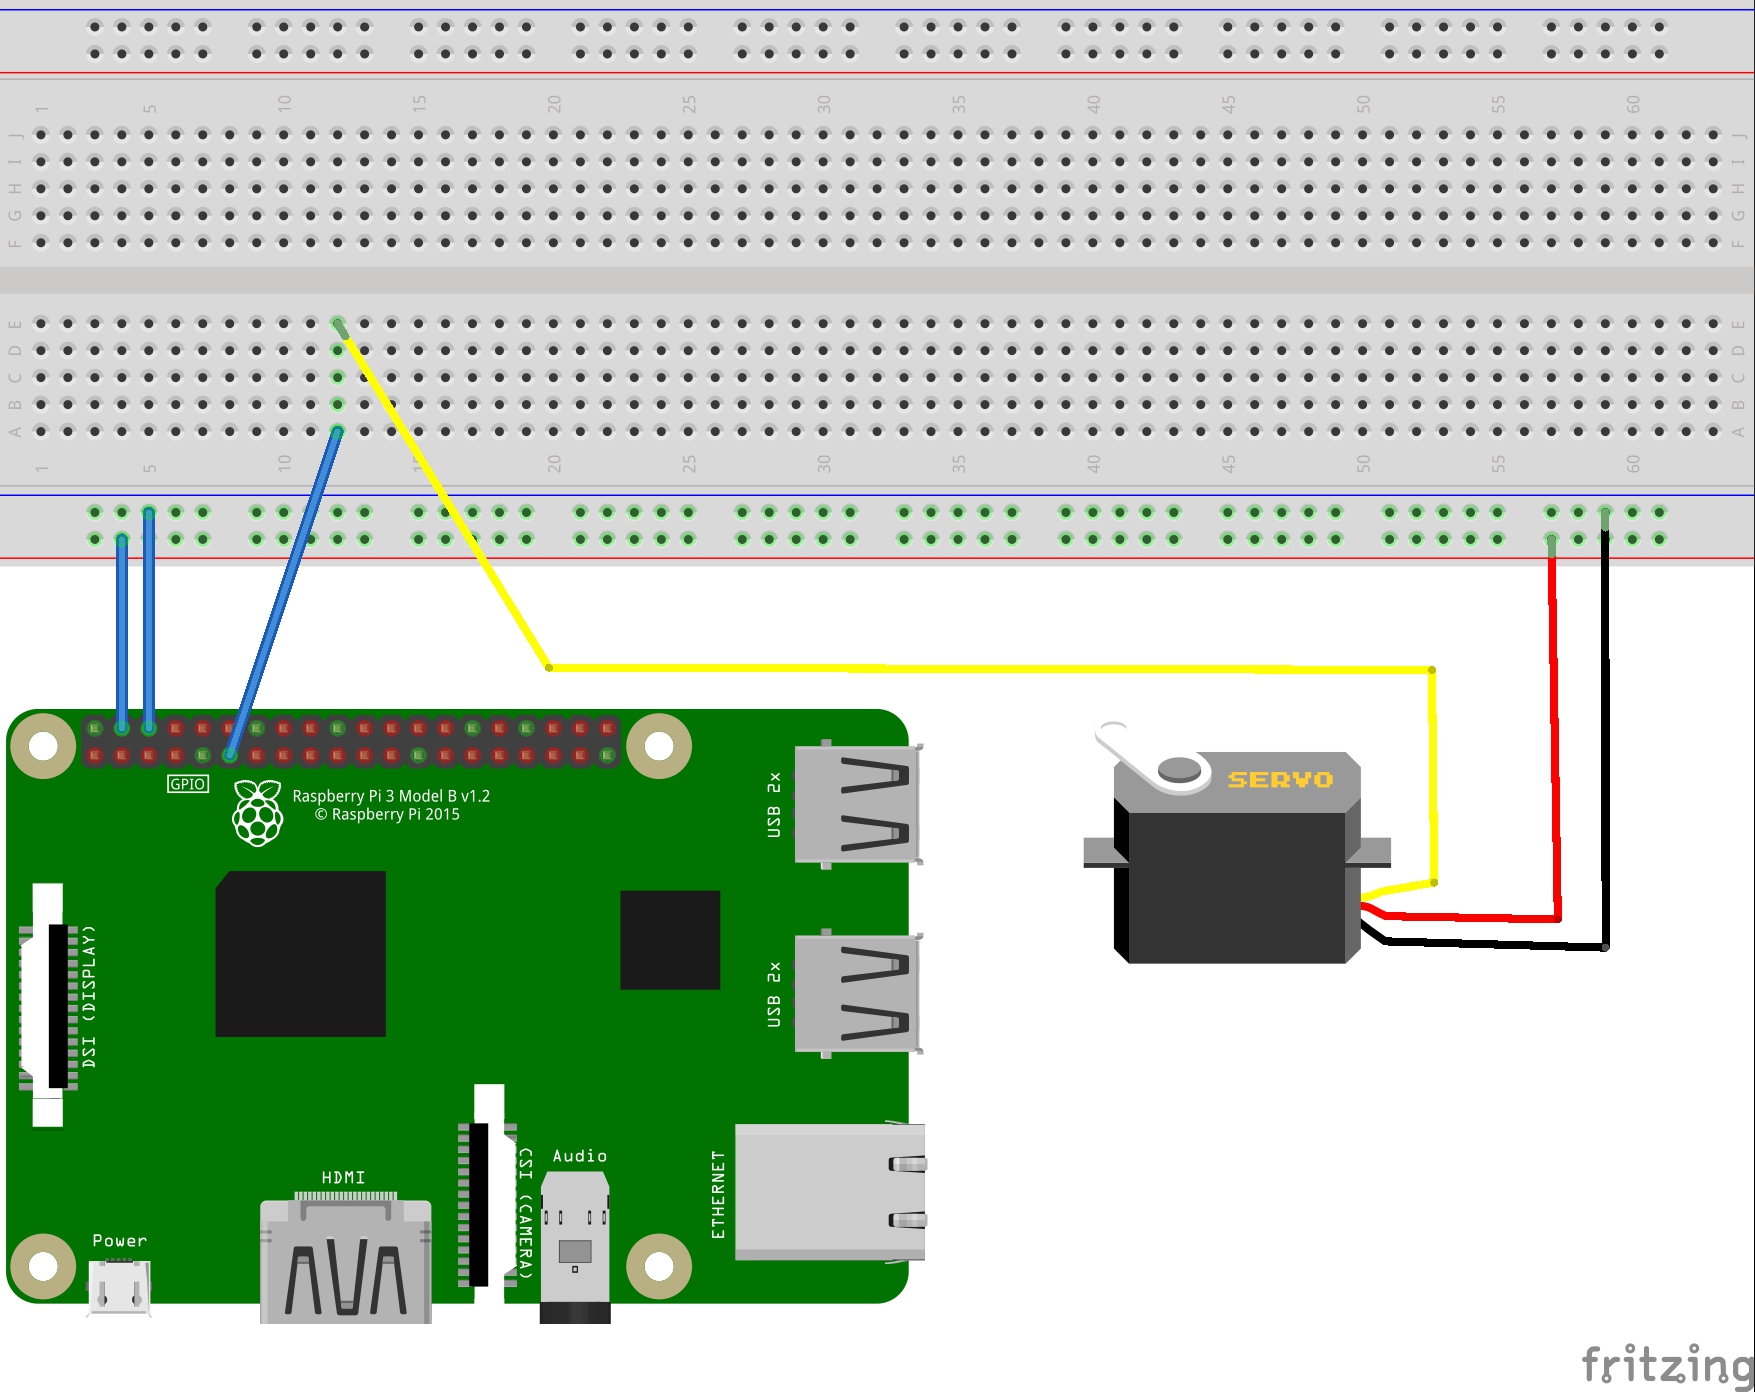 1 5 10 15 20 25 30 35 40 45 50 55 60
J J
I I
H H
G G
F F
E E
D D
C C
B B
A A
1 5 10 15 20 25 30 35 40 45 50 55 60
GPIO
Raspberry Pi 3 Model B v1.2
© Raspberry Pi 2015
USB 2x
SERVO
DSI (DISPLAY)
USB 2x
HDMI
CSI (CAMERA)
Audio
ETHERNET
Power
fritzing